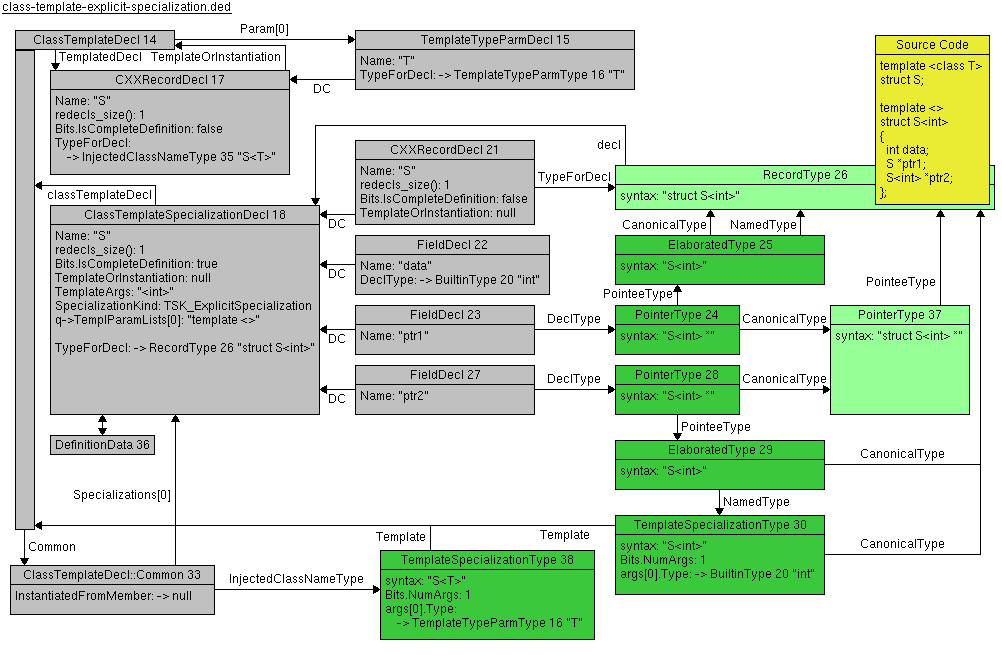 class-template-explicit-specialization.ded
ClassTemplateDecl 14
Param[0]
TemplateTypeParmDecl 15
Name: "T"
TypeForDecl: -> TemplateTypeParmType 16 "T"
Source Code
template <class T>
struct S;
template <>
struct S<int>
{
int data;
S *ptr1;
S<int> *ptr2;
};
TemplatedDecl
TemplateOrInstantiation
DC
CXXRecordDecl 17
Name: "S"
redecls_size(): 1
Bits.IsCompleteDefinition: false
TypeForDecl:
-> InjectedClassNameType 35 "S<T>"
decl
CXXRecordDecl 21
Name: "S"
redecls_size(): 1
Bits.IsCompleteDefinition: false
TemplateOrInstantiation: null
TypeForDecl
RecordType 26
syntax: "struct S<int>"
classTemplateDecl
DC
ClassTemplateSpecializationDecl 18
Name: "S"
redecls_size(): 1
Bits.IsCompleteDefinition: true
TemplateOrInstantiation: null
TemplateArgs: "<int>"
SpecializationKind: TSK_ExplicitSpecialization
q->TemplParamLists[0]: "template <>"
TypeForDecl: -> RecordType 26 "struct S<int>"
CanonicalType
NamedType
FieldDecl 22
Name: "data"
DeclType: -> BuiltinType 20 "int"
DC
ElaboratedType 25
syntax: "S<int>"
PointeeType
PointeeType
FieldDecl 23
Name: "ptr1"
DC
DeclType
PointerType 24
syntax: "S<int> *"
CanonicalType
PointerType 37
syntax: "struct S<int> *"
FieldDecl 27
Name: "ptr2"
DC
DeclType
PointerType 28
syntax: "S<int> *"
CanonicalType
PointeeType
DefinitionData 36
ElaboratedType 29
syntax: "S<int>"
CanonicalType
Specializations[0]
NamedType
Template
Template
TemplateSpecializationType 30
syntax: "S<int>"
Bits.NumArgs: 1
args[0].Type: -> BuiltinType 20 "int"
CanonicalType
Common
ClassTemplateDecl::Common 33
InstantiatedFromMember: -> null
InjectedClassNameType
TemplateSpecializationType 38
syntax: "S<T>"
Bits.NumArgs: 1
args[0].Type:
-> TemplateTypeParmType 16 "T"